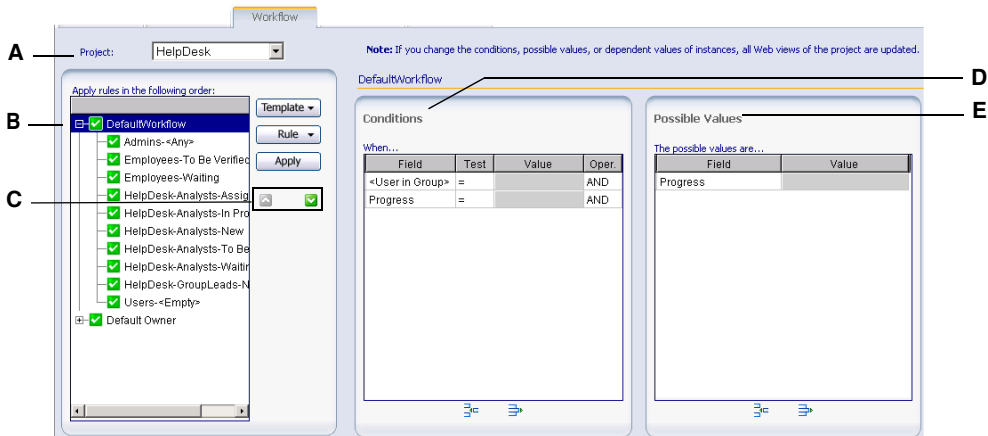 Workflow
A
Project:
HelpDesk
Note: If you change the conditions, possible values, or dependent values of instances, all Web views of the project are updated.
DefaultWorkflow
D
E
B
C
Apply rules in the following order:
DefaultWorkflow
Admins-<Any>
Employees-To Be Verified
Employees-Waiting
HelpDesk-Analysts-Assig
HelpDesk-Analysts-In Pro
HelpDesk-Analysts-New
HelpDesk-Analysts-To Be
HelpDesk-Analysts-Waitin
HelpDesk-GroupLeads-N
Users-<Empty>
Default Owner
Template
Rule
Apply
Conditions
When...
Field Test Value Oper.
<User in Group> = AND
Progress = AND
Possible Values
The possible values are...
Field Value
Progress